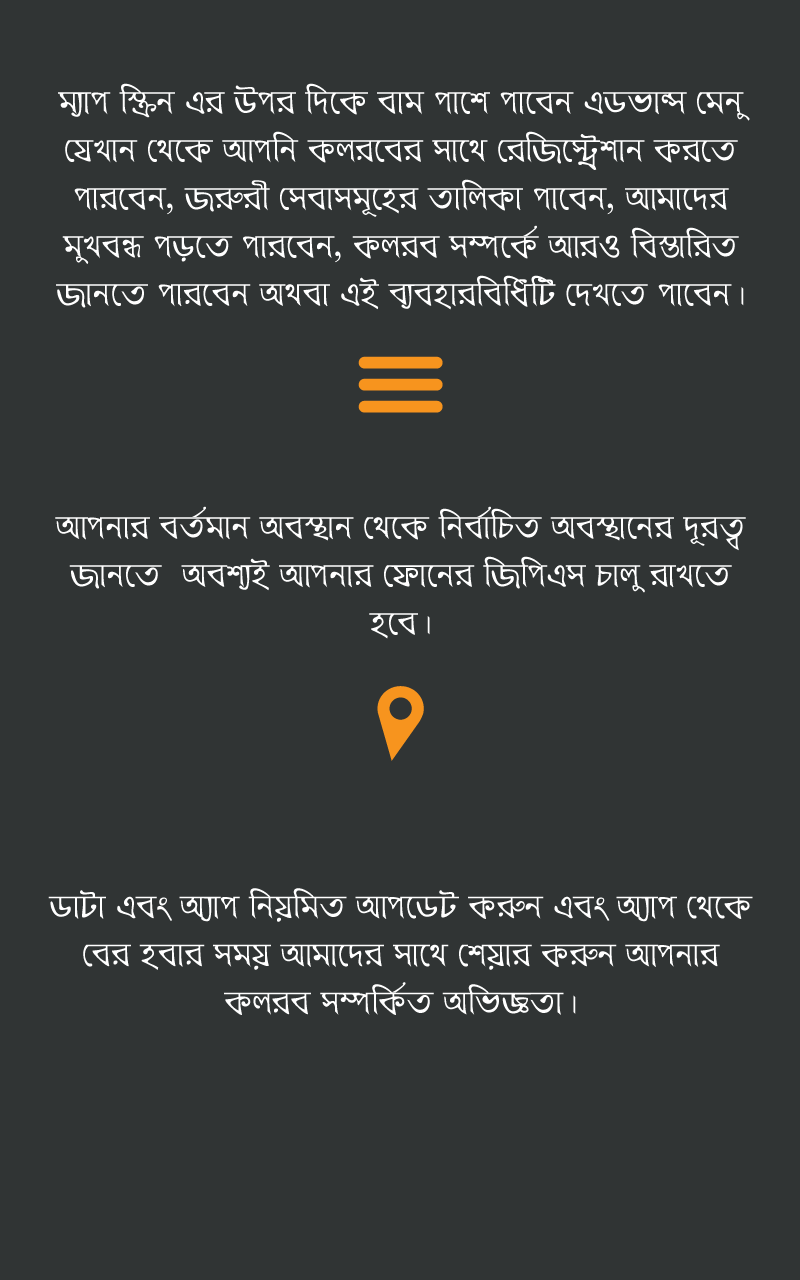 ম্যাপ স্ক্রিন এর উপর দিকে বাম পাশে পাবেন এডভান্স মেনু
যেখান থেকে আপনি কলরবের সাথে রেজিস্ট্রেশান করতে
পারবেন, জরুরী সেবাসমূহের তালিকা পাবেন, আমাদের
মুখবন্ধ পড়তে পারবেন, কলরব সম্পর্কে আরও বিস্তারিত
জানতে পারবেন অথবা এই ব্যবহারবিধিটি দেখতে পাবেন।
আপনার বর্তমান অবস্থান থেকে নির্বাচিত অবস্থানের দূরত্ব
জানতে অবশ্যই আপনার ফোনের জিপিএস চালু রাখতে
হবে।
ডাটা এবং অ্যাপ নিয়মিত আপডেট করুন এবং অ্যাপ থেকে
বের হবার সময় আমাদের সাথে শেয়ার করুন আপনার
কলরব সম্পর্কিত অভিজ্ঞতা।